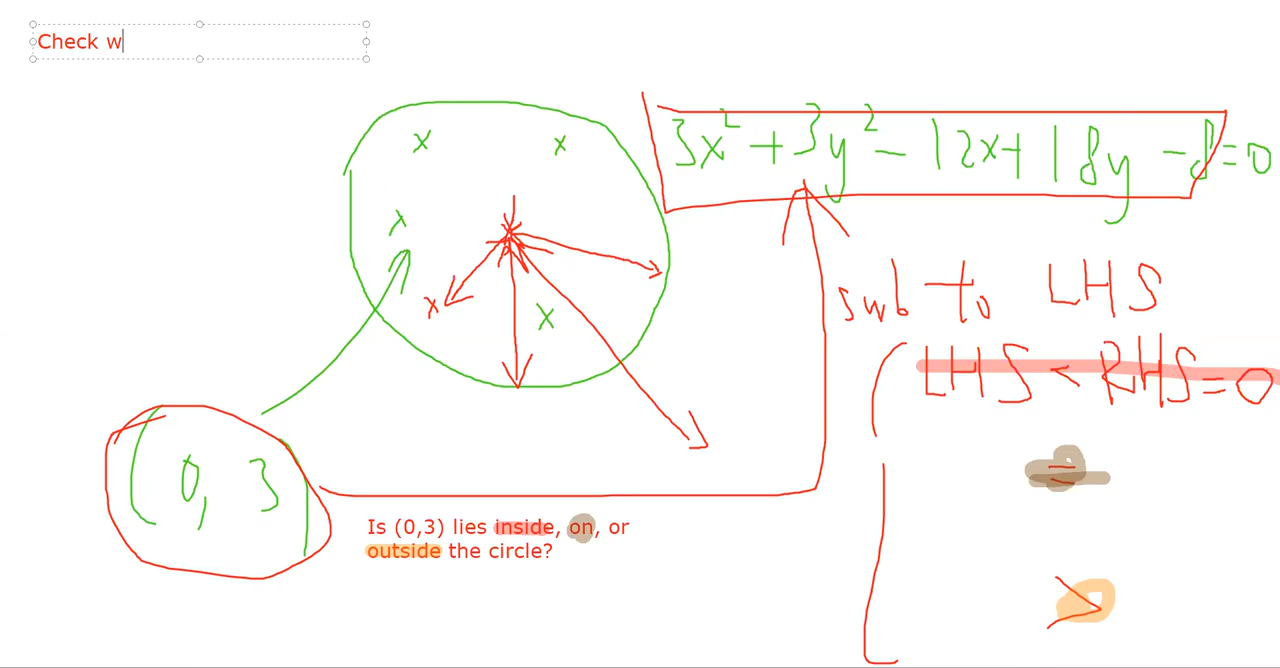 Check w
x x
3x² + 3y² - 12x + 18y - 8 = 0
x
x
x
sub to LHS
LHS < RHS = 0
=
>
(0, 3)
Is (0,3) lies inside, on, or
outside the circle?